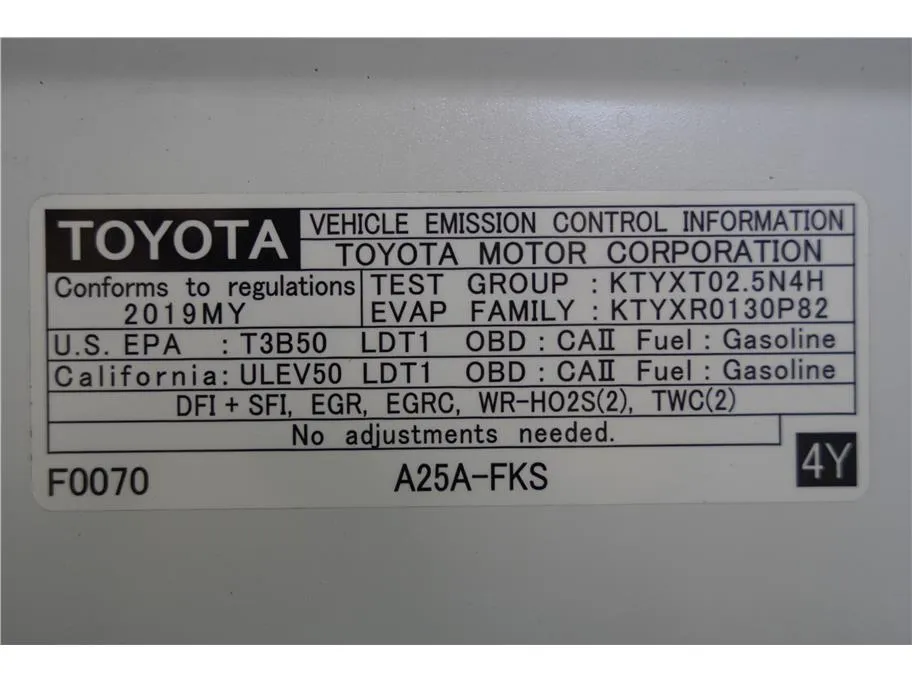 TOYOTA VEHICLE EMISSION CONTROL INFORMATION
TOYOTA MOTOR CORPORATION
Conforms to regulations
2019MY
TEST GROUP : KTYXT02.5N4H
EVAP FAMILY : KTYXR0130P82
U.S. EPA : T3B50 LDT1 OBD : CAII Fuel : Gasoline
California: ULEV50 LDT1 OBD : CAII Fuel : Gasoline
DFI + SFI, EGR, EGRC, WR-HO2S(2), TWC(2)
No adjustments needed.
F0070 A25A-FKS 4Y